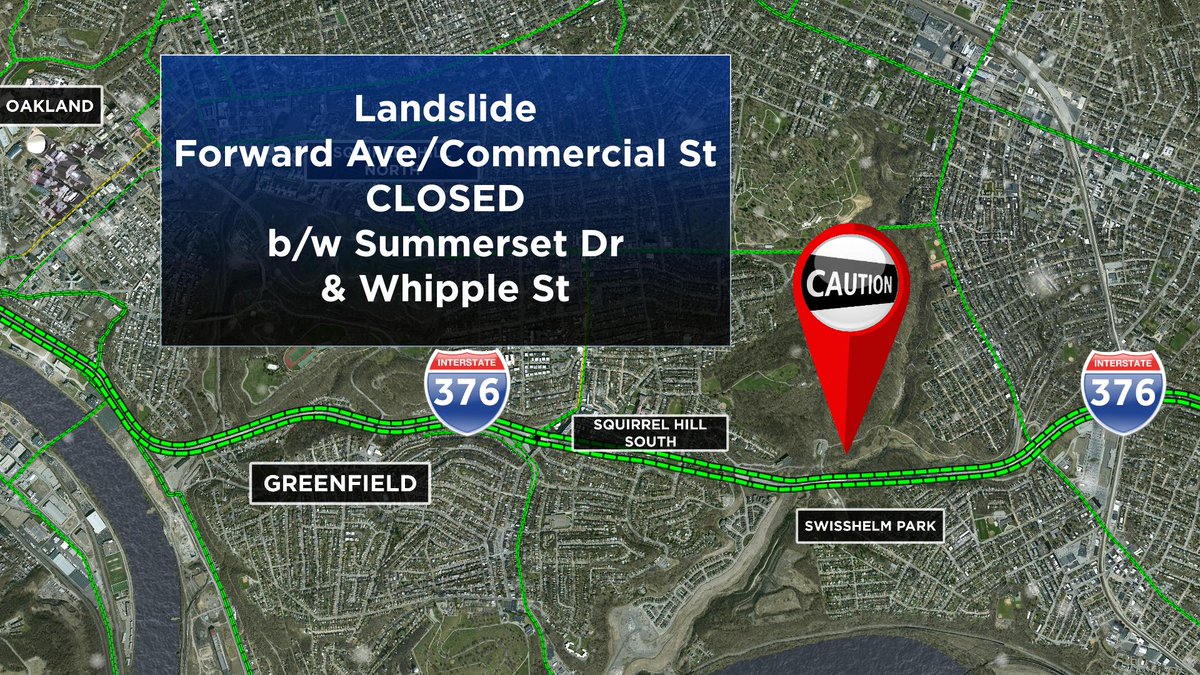 OAKLAND
Landslide
Forward Ave/Commercial St
CLOSED
b/w Summerset Dr
& Whipple St
NORTH
CAUTION
INTERSTATE
376
INTERSTATE
376
SQUIRREL HILL
SOUTH
GREENFIELD
SWISSHELM PARK